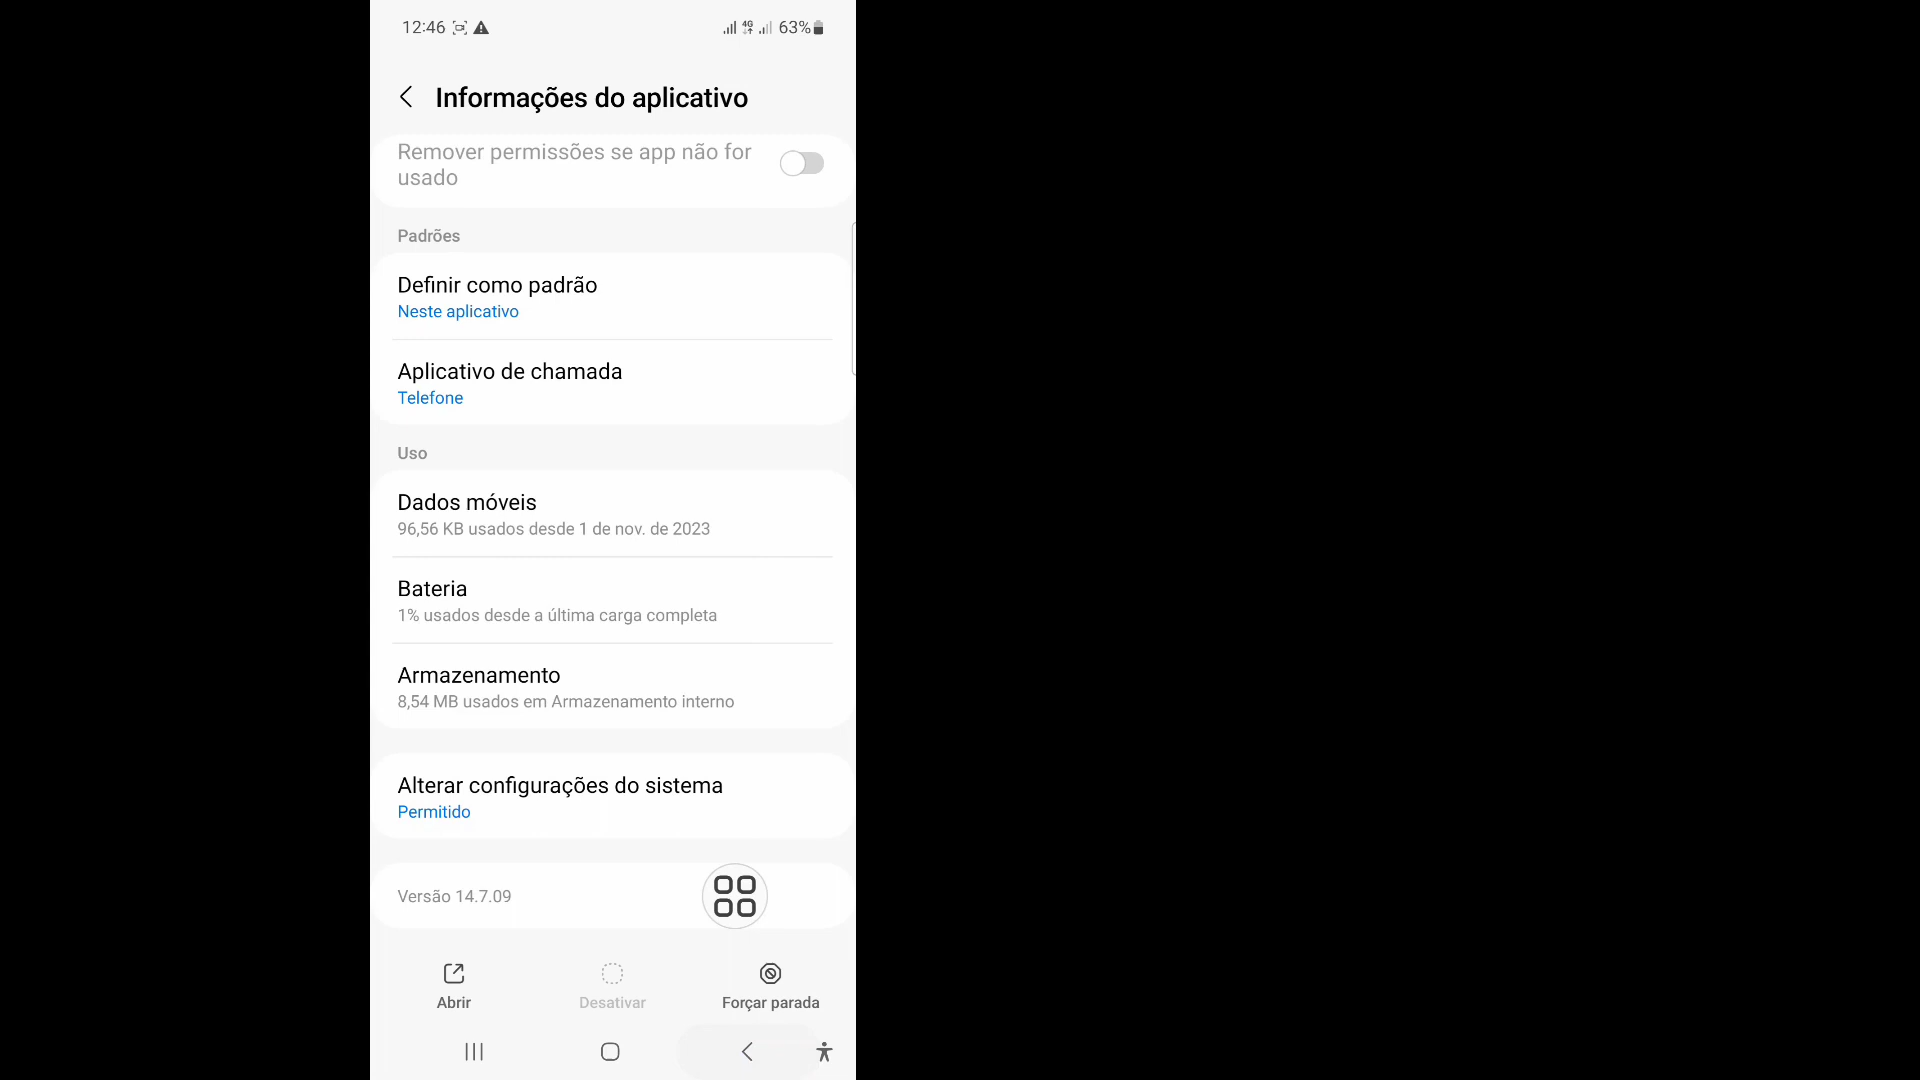 12:46
4G 63%
Informações do aplicativo
Remover permissões se app não for
usado
Padrões
Definir como padrão
Neste aplicativo
Aplicativo de chamada
Telefone
Uso
Dados móveis
96,56 KB usados desde 1 de nov. de 2023
Bateria
1% usados desde a última carga completa
Armazenamento
8,54 MB usados em Armazenamento interno
Alterar configurações do sistema
Permitido
Versão 14.7.09
Abrir
Desativar
Forçar parada